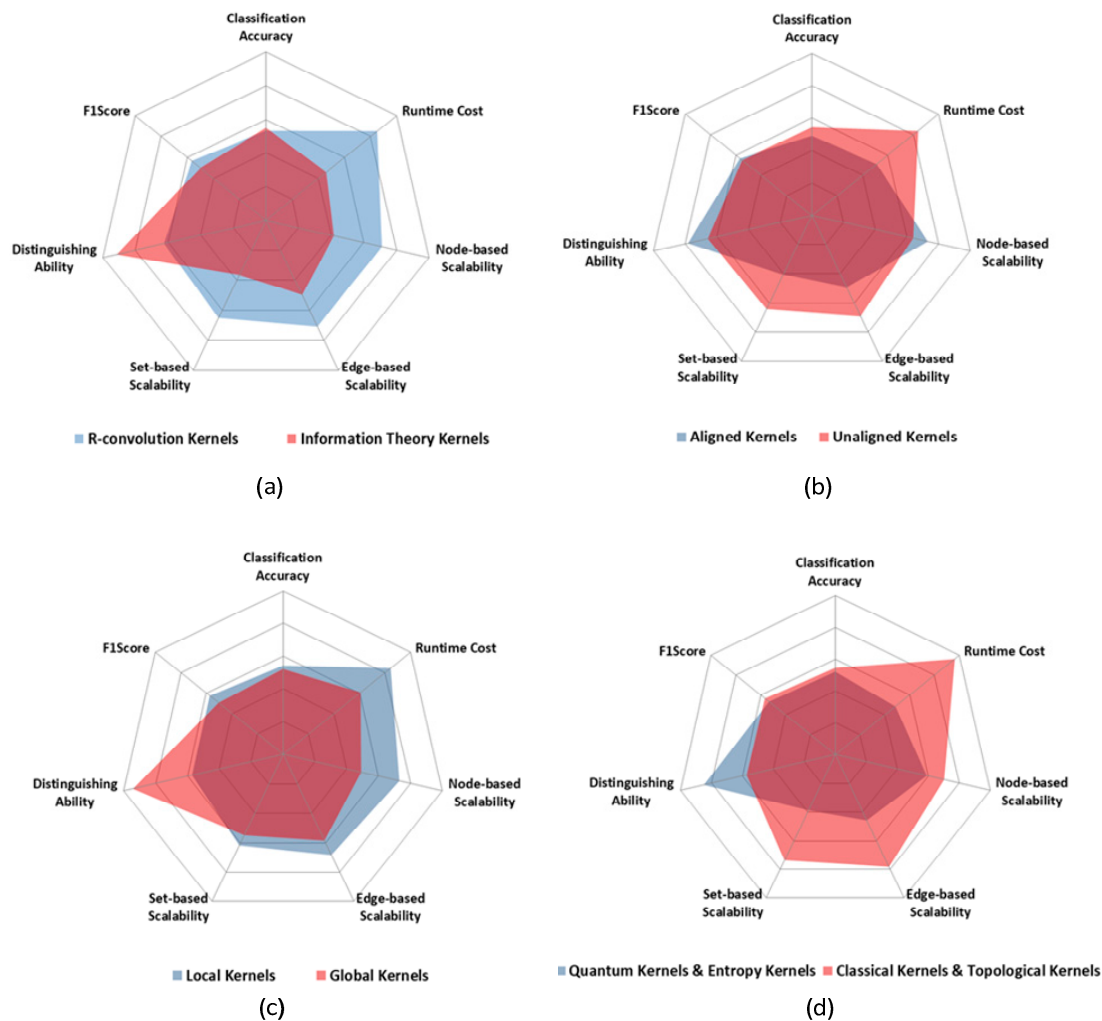 Classification
Accuracy
F1Score
Runtime Cost
Distinguishing
Ability
Node-based
Scalability
Set-based
Scalability
Edge-based
Scalability
R-convolution Kernels
Information Theory Kernels
(a)
Classification
Accuracy
F1Score
Runtime Cost
Distinguishing
Ability
Node-based
Scalability
Set-based
Scalability
Edge-based
Scalability
Aligned Kernels
Unaligned Kernels
(b)
Classification
Accuracy
F1Score
Runtime Cost
Distinguishing
Ability
Node-based
Scalability
Set-based
Scalability
Edge-based
Scalability
Local Kernels
Global Kernels
(c)
Classification
Accuracy
F1Score
Runtime Cost
Distinguishing
Ability
Node-based
Scalability
Set-based
Scalability
Edge-based
Scalability
Quantum Kernels & Entropy Kernels
Classical Kernels & Topological Kernels
(d)